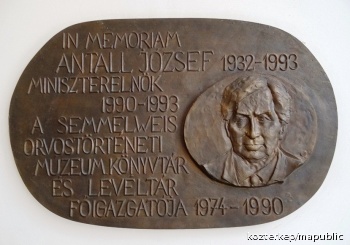 IN MEMORIAM
ANTALL JÓZSEF 1932-1993
MINISZTERELNÖK
1990-1993
A SEMMELWEIS
ORVOSTÖRTÉNETI
MÚZEUM, KÖNYVTÁR
ÉS LEVÉLTÁR
FŐIGAZGATÓJA 1974-1990
kozterkep/mapublic